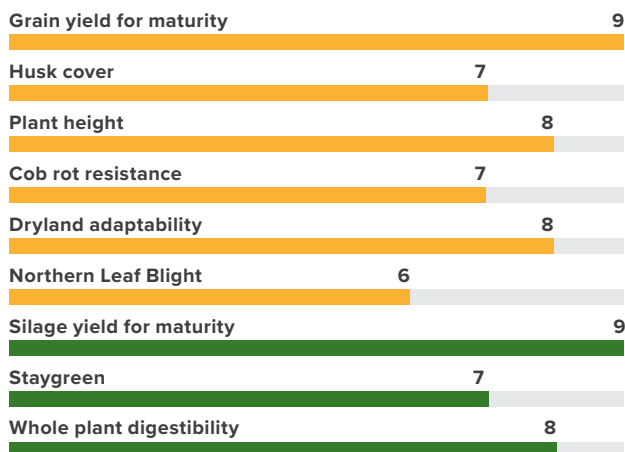 Grain yield for maturity 9
Husk cover 7
Plant height 8
Cob rot resistance 7
Dryland adaptability 8
Northern Leaf Blight 6
Silage yield for maturity 9
Staygreen 7
Whole plant digestibility 8